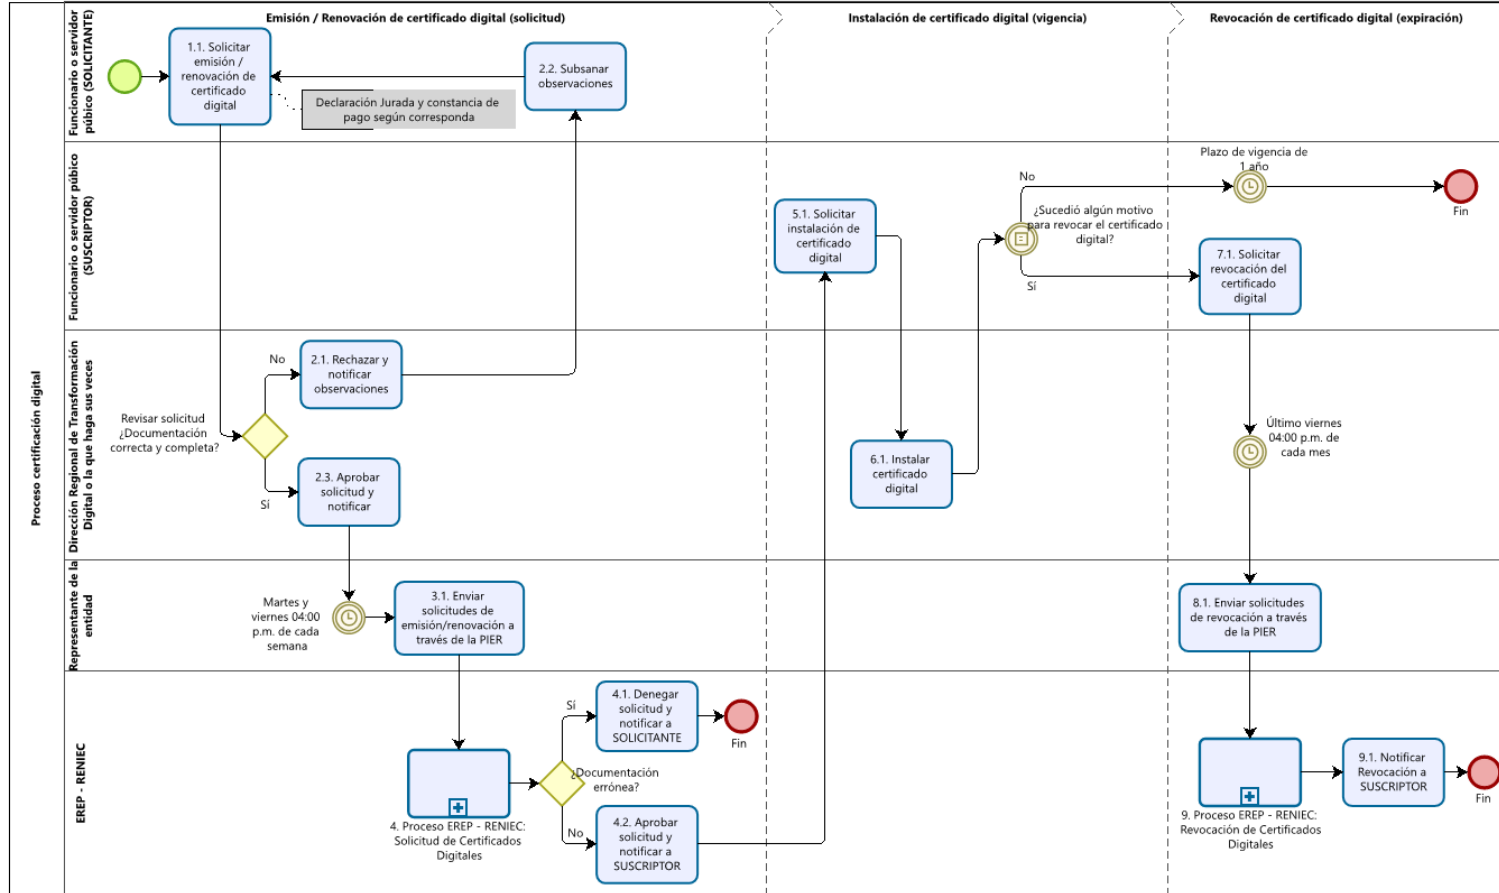 Emisión / Renovación de certificado digital (solicitud)
Instalación de certificado digital (vigencia)
Revocación de certificado digital (expiración)
Proceso certificación digital
Funcionario o servidor
púbico (SOLICITANTE)
1.1. Solicitar
emisión /
renovación de
certificado
digital
2.2. Subsanar
observaciones
Declaración Jurada y constancia de
pago según corresponda
Funcionario o servidor púbico
(SUSCRIPTOR)
5.1. Solicitar
instalación de
certificado
digital
No
¿Sucedió algún motivo
para revocar el certificado
digital?
Sí
Plazo de vigencia de
1 año
Fin
7.1. Solicitar
revocación del
certificado
digital
Dirección Regional de Transformación
Digital o la que haga sus veces
Revisar solicitud
¿Documentación
correcta y completa?
No
2.1. Rechazar y
notificar
observaciones
Sí
2.3. Aprobar
solicitud y
notificar
6.1. Instalar
certificado
digital
Último viernes
04:00 p.m. de
cada mes
Representante de la
entidad
Martes y
viernes 04:00
p.m. de cada
semana
3.1. Enviar
solicitudes de
emisión/renovación a
través de la PIER
8.1. Enviar solicitudes
de revocación a través
de la PIER
EREP - RENIEC
4. Proceso EREP - RENIEC:
Solicitud de Certificados
Digitales
¿Documentación
errónea?
Sí
4.1. Denegar
solicitud y
notificar a
SOLICITANTE
Fin
No
4.2. Aprobar
solicitud y
notificar a
SUSCRIPTOR
9. Proceso EREP - RENIEC:
Revocación de Certificados
Digitales
9.1. Notificar
Revocación a
SUSCRIPTOR
Fin